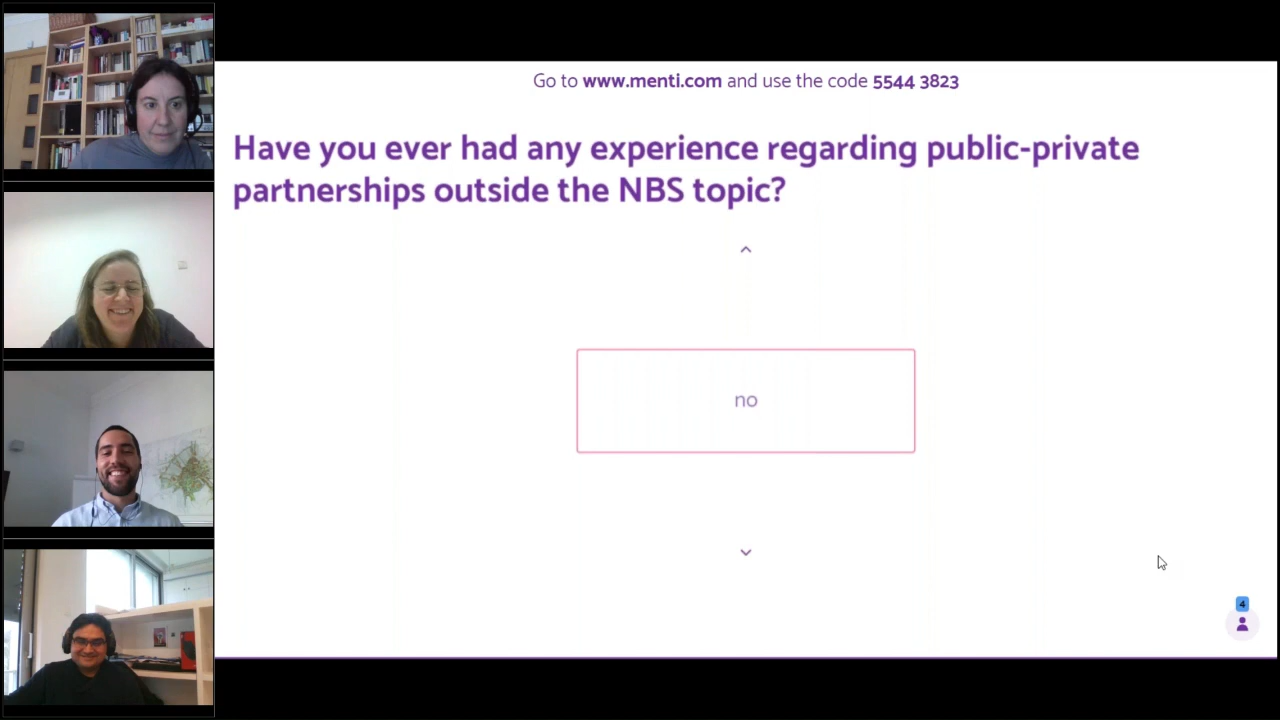 Go to www.menti.com and use the code 5544 3823
Have you ever had any experience regarding public-private
partnerships outside the NBS topic?
no
4